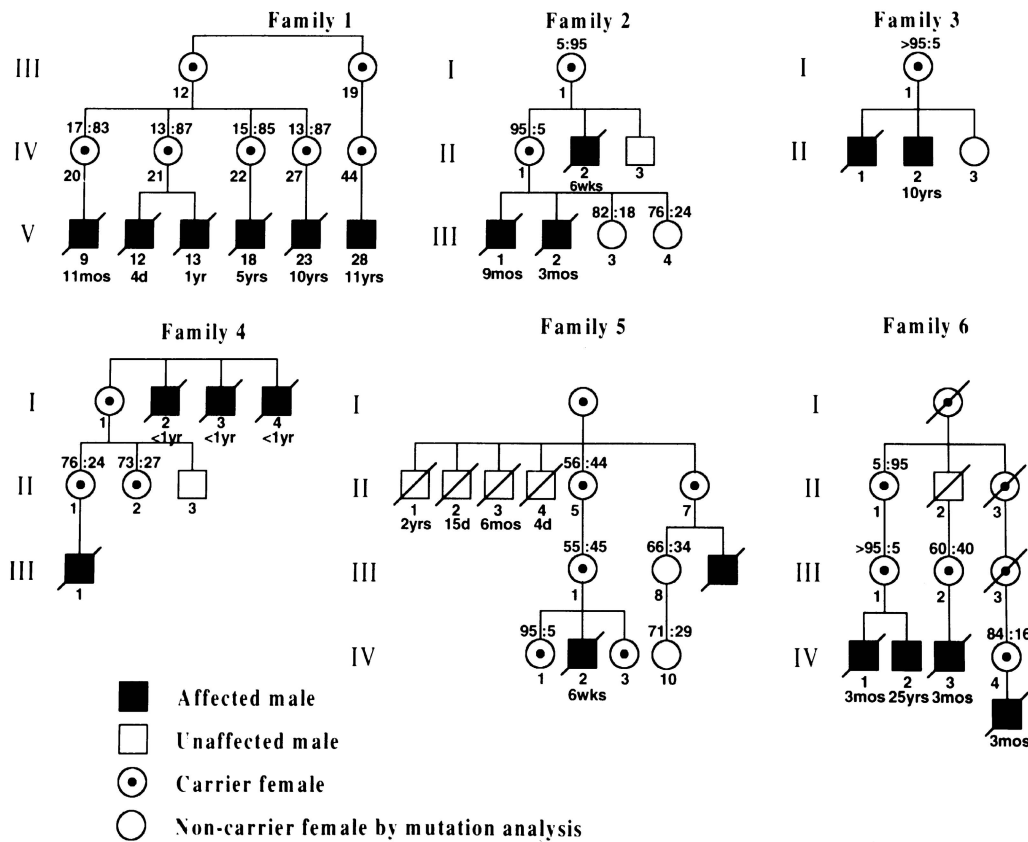 Family 1
Family 2
Family 3
III
12
19
17:83
13:87
15:85
13:87
IV
20
21
22
27
44
V
9
12
13
18
23
28
11mos
4d
1yr
5yrs
10yrs
11yrs
5:95
I
1
95:5
II
1
2
3
6wks
82:18
76:24
III
1
2
3
4
9mos
3mos
>95:5
I
1
II
1
2
3
10yrs
Family 4
Family 5
Family 6
I
1
2
3
4
<1yr
<1yr
<1yr
76:24
73:27
II
1
2
3
III
1
I
56:44
II
1
2
3
4
5
7
2yrs
15d
6mos
4d
55:45
66:34
III
1
8
95:5
71:29
IV
1
2
3
10
6wks
I
5:95
II
1
2
3
>95:5
60:40
III
1
2
3
84:16
IV
1
2
3
4
3mos
25yrs
3mos
3mos
Affected male
Unaffected male
Carrier female
Non-carrier female by mutation analysis